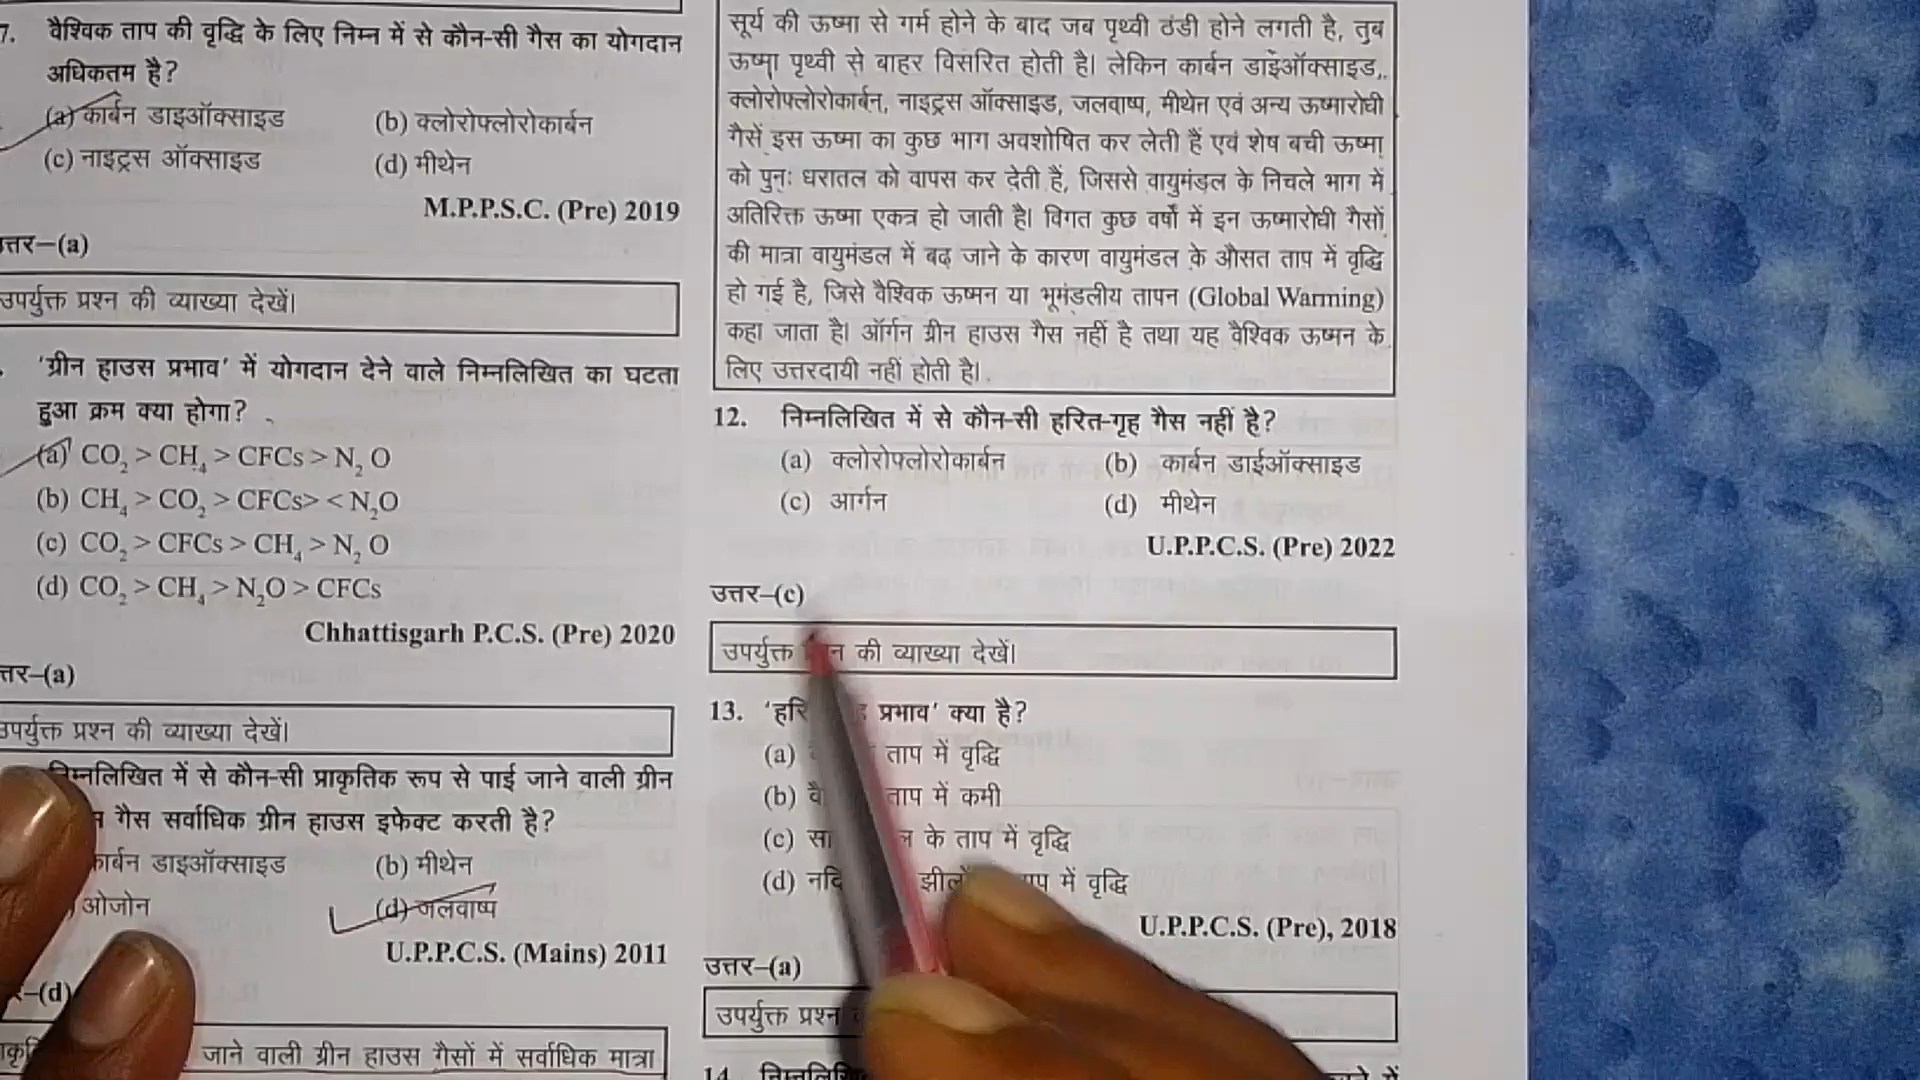 7. वैश्विक ताप की वृद्धि के लिए निम्न में से कौन-सी गैस का योगदान
अधिकतम है?
(a) कार्बन डाइऑक्साइड (b) क्लोरोफ्लोरोकार्बन
(c) नाइट्रस ऑक्साइड (d) मीथेन
M.P.P.S.C. (Pre) 2019
त्तर–(a)
उपर्युक्त प्रश्न की व्याख्या देखें।
'ग्रीन हाउस प्रभाव' में योगदान देने वाले निम्नलिखित का घटता
हुआ क्रम क्या होगा?
(a) CO₂ > CH₄ > CFCs > N₂ O
(b) CH₄ > CO₂ > CFCs> < N₂O
(c) CO₂ > CFCs > CH₄ > N₂ O
(d) CO₂ > CH₄ > N₂O > CFCs
Chhattisgarh P.C.S. (Pre) 2020
त्तर–(a)
उपर्युक्त प्रश्न की व्याख्या देखें।
निम्नलिखित में से कौन-सी प्राकृतिक रूप से पाई जाने वाली ग्रीन
गैस सर्वाधिक ग्रीन हाउस इफेक्ट करती है?
कार्बन डाइऑक्साइड (b) मीथेन
ओजोन (d) जलवाष्प
U.P.P.C.S. (Mains) 2011
–(d)
जाने वाली ग्रीन हाउस गैसों में सर्वाधिक मात्रा
सूर्य की ऊष्मा से गर्म होने के बाद जब पृथ्वी ठंडी होने लगती है, तब
ऊष्मा पृथ्वी से बाहर विसरित होती है। लेकिन कार्बन डाइऑक्साइड,
क्लोरोफ्लोरोकार्बन, नाइट्रस ऑक्साइड, जलवाष्प, मीथेन एवं अन्य ऊष्मारोधी
गैसें इस ऊष्मा का कुछ भाग अवशोषित कर लेती हैं एवं शेष बची ऊष्मा
को पुनः धरातल को वापस कर देती हैं, जिससे वायुमंडल के निचले भाग में
अतिरिक्त ऊष्मा एकत्र हो जाती है। विगत कुछ वर्षों में इन ऊष्मारोधी गैसों
की मात्रा वायुमंडल में बढ़ जाने के कारण वायुमंडल के औसत ताप में वृद्धि
हो गई है, जिसे वैश्विक ऊष्मन या भूमंडलीय तापन (Global Warming)
कहा जाता है। ऑर्गन ग्रीन हाउस गैस नहीं है तथा यह वैश्विक ऊष्मन के
लिए उत्तरदायी नहीं होती है।
12. निम्नलिखित में से कौन-सी हरित-गृह गैस नहीं है?
(a) क्लोरोफ्लोरोकार्बन (b) कार्बन डाईऑक्साइड
(c) आर्गन (d) मीथेन
U.P.P.C.S. (Pre) 2022
उत्तर–(c)
उपर्युक्त की व्याख्या देखें।
13. प्रभाव' क्या है?
(a) ताप में वृद्धि
(b) ताप में कमी
(c) के ताप में वृद्धि
(d) में वृद्धि
U.P.P.C.S. (Pre), 2018
उत्तर–(a)
उपर्युक्त प्रश्न
14.